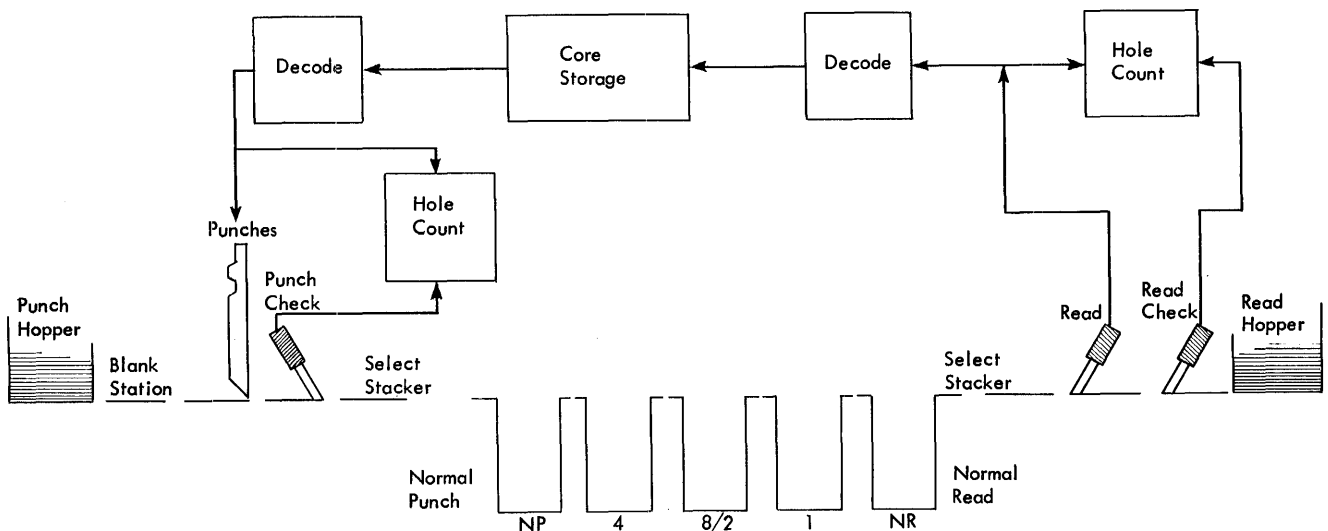 Decode
Core
Storage
Decode
Hole
Count
Hole
Count
Punches
Punch
Check
Punch
Hopper
Blank
Station
Select
Stacker
Select
Stacker
Read
Read
Check
Read
Hopper
Normal
Punch
NP
4
8/2
1
NR
Normal
Read